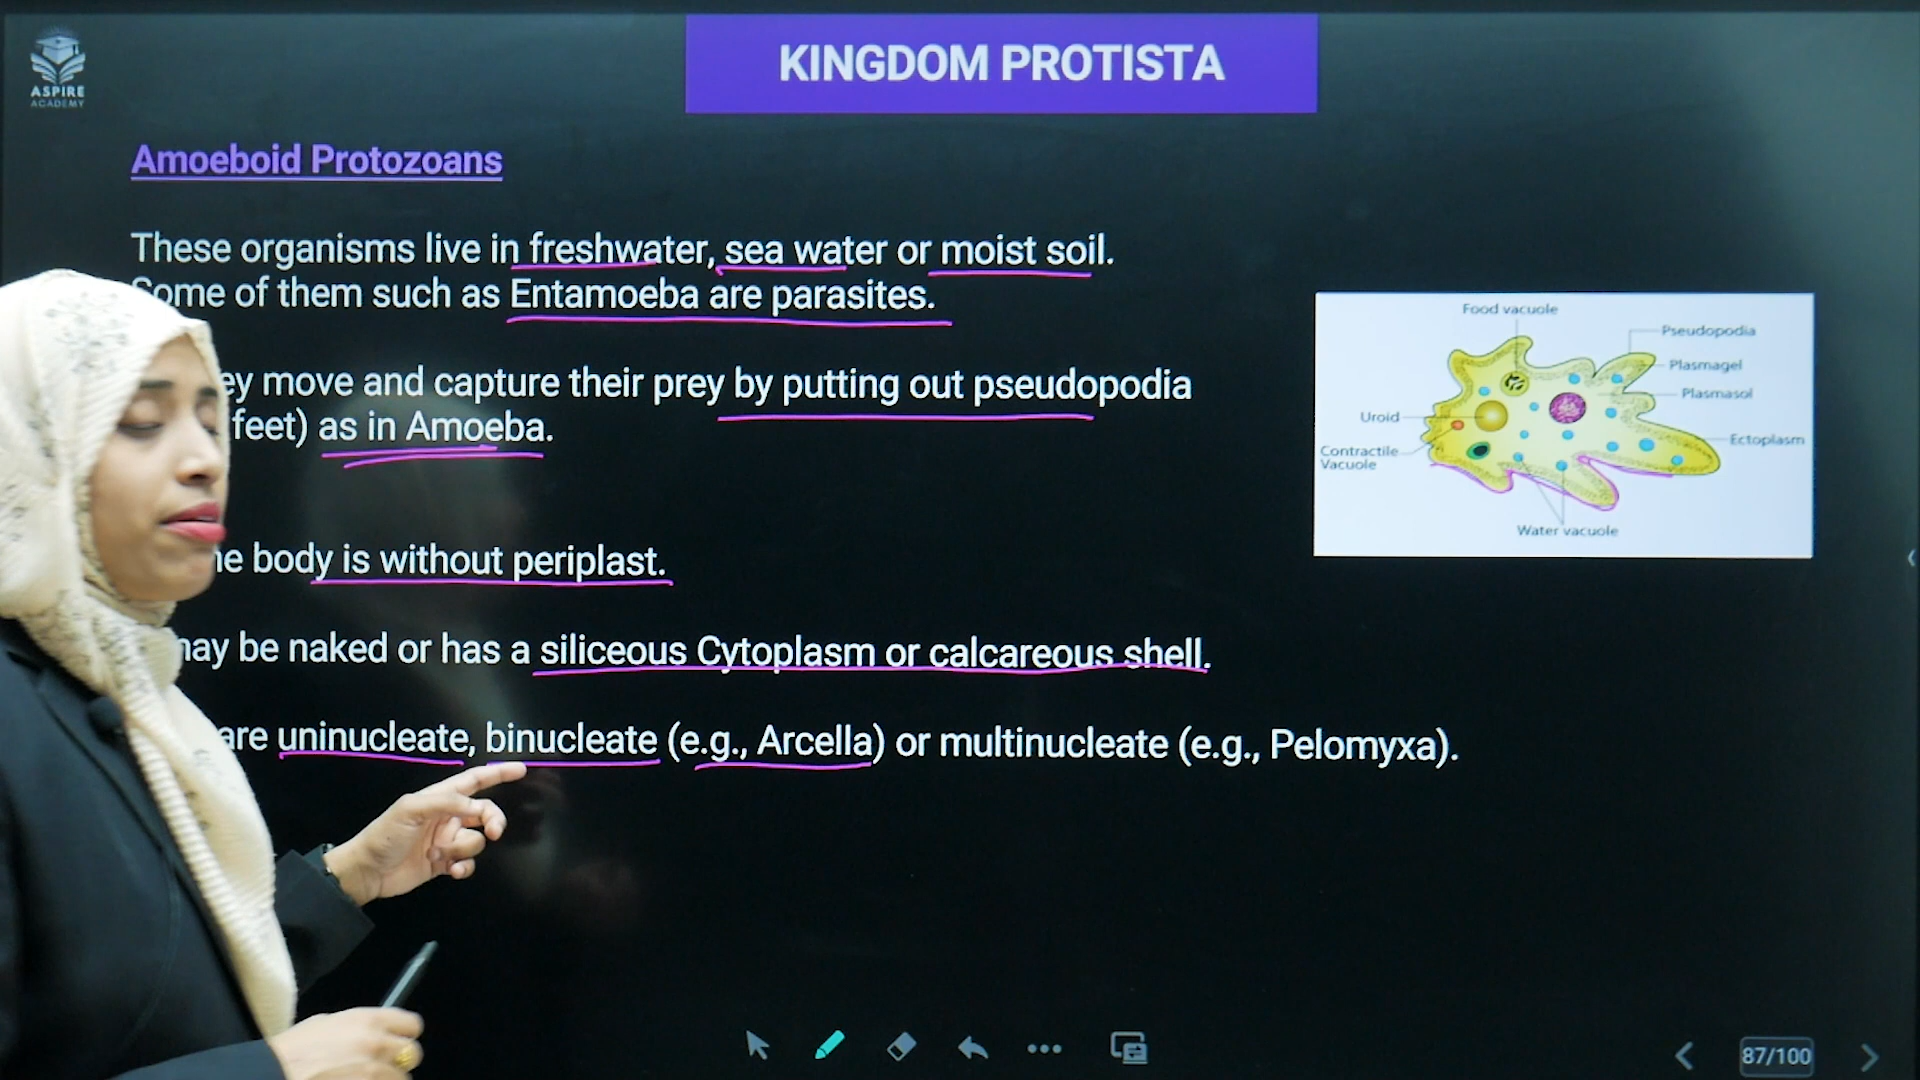 ASPIRE
ACADEMY
KINGDOM PROTISTA
Amoeboid Protozoans
These organisms live in freshwater, sea water or moist soil.
Some of them such as Entamoeba are parasites.
ey move and capture their prey by putting out pseudopodia
feet) as in Amoeba.
body is without periplast.
may be naked or has a siliceous Cytoplasm or calcareous shell.
are uninucleate, binucleate (e.g., Arcella) or multinucleate (e.g., Pelomyxa).
Food vacuole
Pseudopodia
Plasmagel
Plasmasol
Uroid
Ectoplasm
Contractile
Vacuole
Water vacuole
87/100